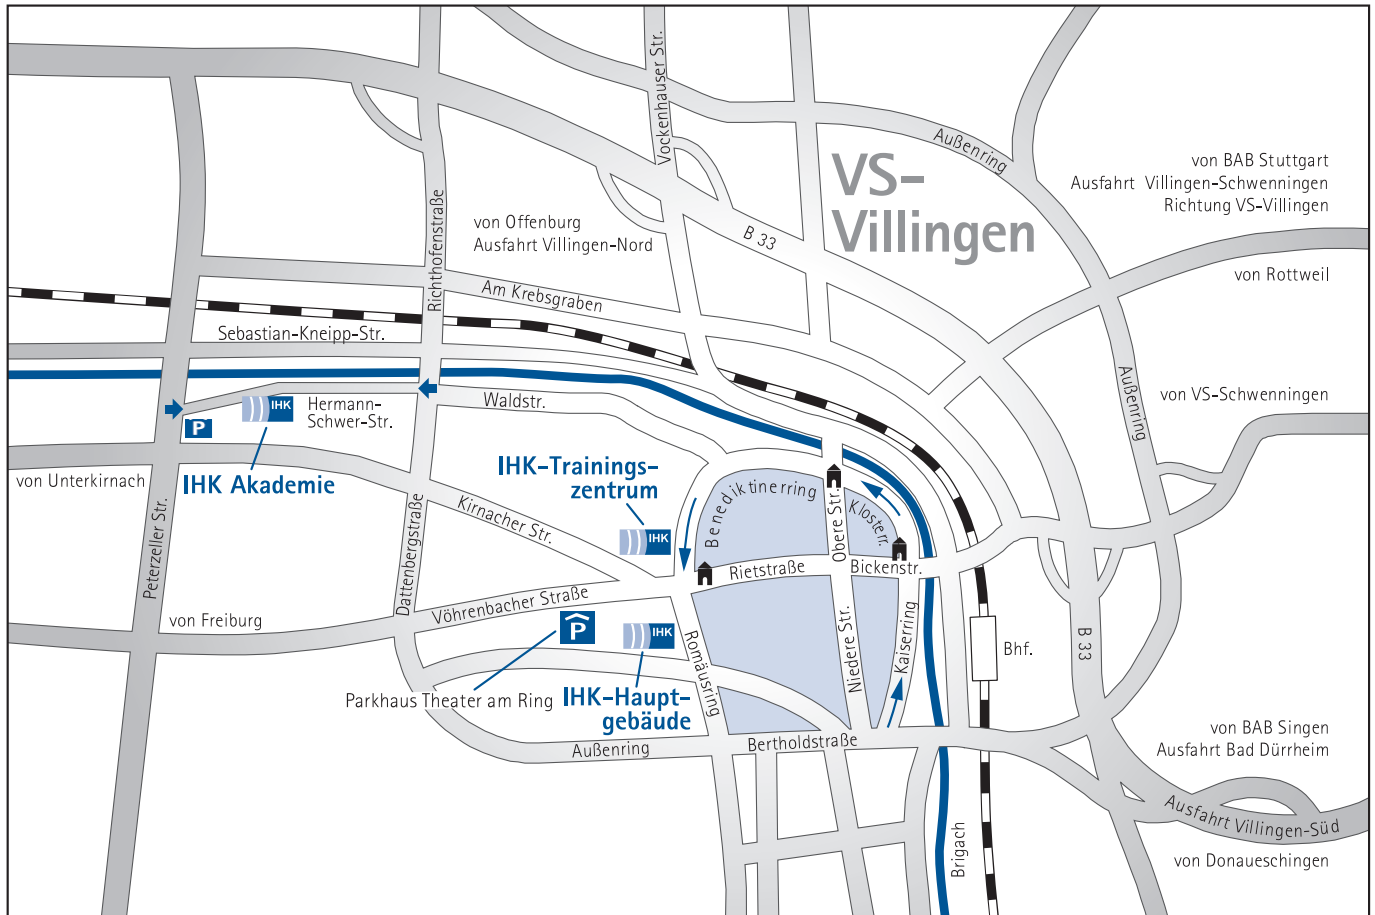 Vockenhauser Str.
Außenring
VS-
Villingen
von BAB Stuttgart
Ausfahrt Villingen-Schwenningen
Richtung VS-Villingen
von Offenburg
Ausfahrt Villingen-Nord
B 33
Richthofenstraße
von Rottweil
Am Krebsgraben
Sebastian-Kneipp-Str.
Außenring
von VS-Schwenningen
IHK
Hermann-
Schwer-Str.
Waldstr.
P
IHK Akademie
von Unterkirnach
IHK-Trainings-
zentrum
IHK
Kirnacher Str.
Benediktinerring
Obere Str.
Klosterr.
Peterzeller Str.
Dattenbergstraße
Rietstraße
Bickenstr.
Vöhrenbacher Straße
von Freiburg
P
IHK
Romäusring
Niedere Str.
Kaiserring
Bhf.
B 33
Parkhaus Theater am Ring
IHK-Haupt-
gebäude
Außenring
Bertholdstraße
von BAB Singen
Ausfahrt Bad Dürrheim
Ausfahrt Villingen-Süd
Brigach
von Donaueschingen